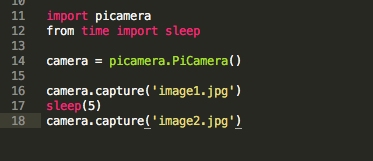 10
11 import picamera
12 from time import sleep
13
14 camera = picamera.PiCamera()
15
16 camera.capture('image1.jpg')
17 sleep(5)
18 camera.capture('image2.jpg')